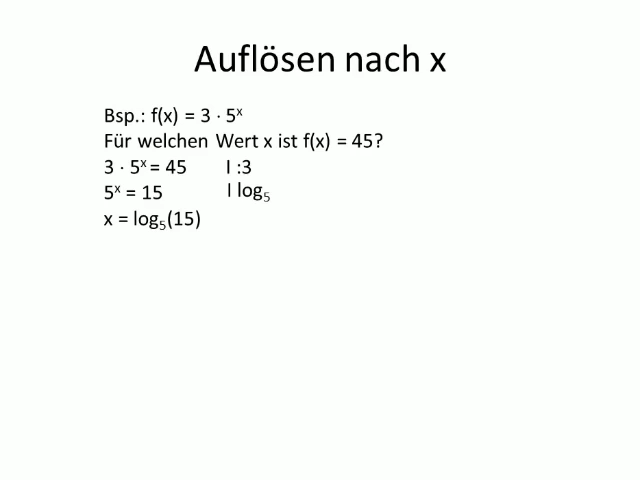 Auflösen nach x
Bsp.: f(x) = 3 · 5ˣ
Für welchen Wert x ist f(x) = 45?
3 · 5ˣ = 45 I :3
5ˣ = 15 I log₅
x = log₅(15)